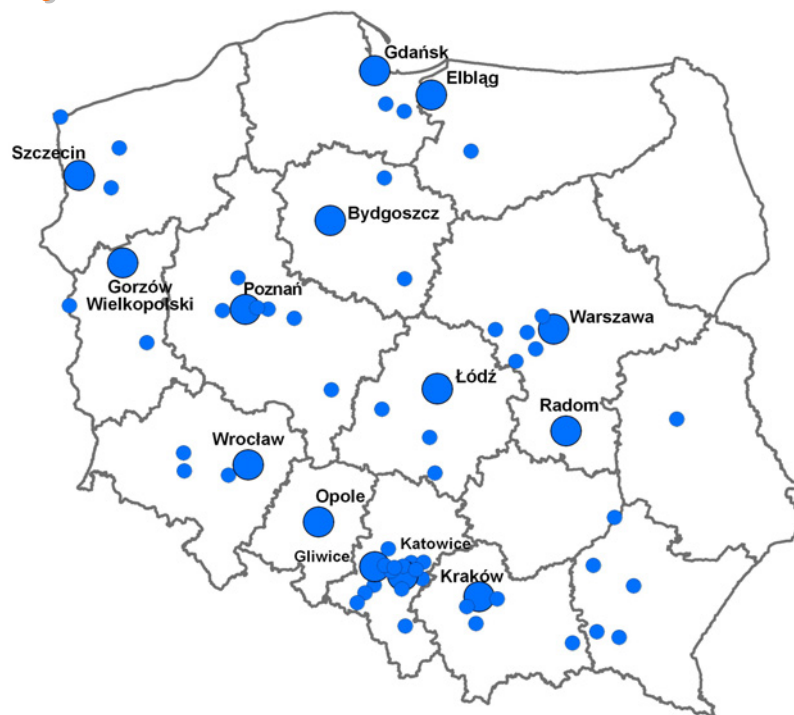 Gdańsk
Elbląg
Szczecin
Bydgoszcz
Gorzów
Wielkopolski
Poznań
Warszawa
Łódź
Radom
Wrocław
Opole
Gliwice
Katowice
Kraków